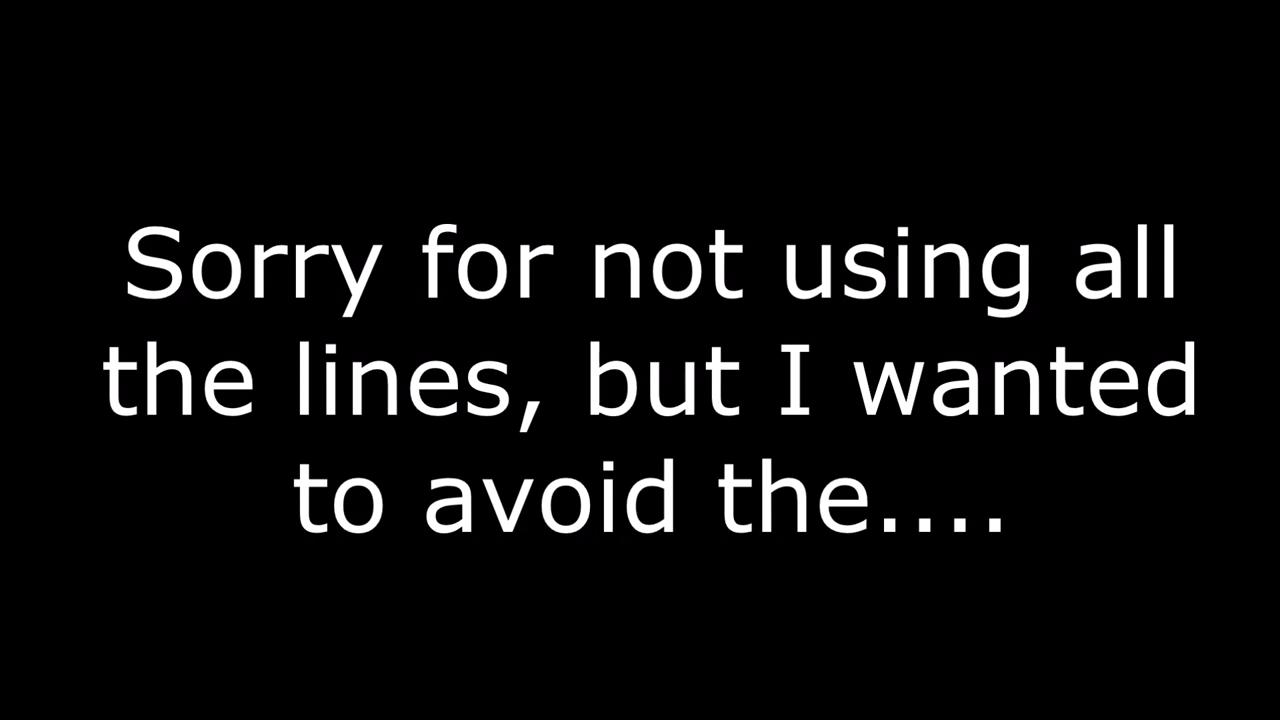 Sorry for not using all
the lines, but I wanted
to avoid the....